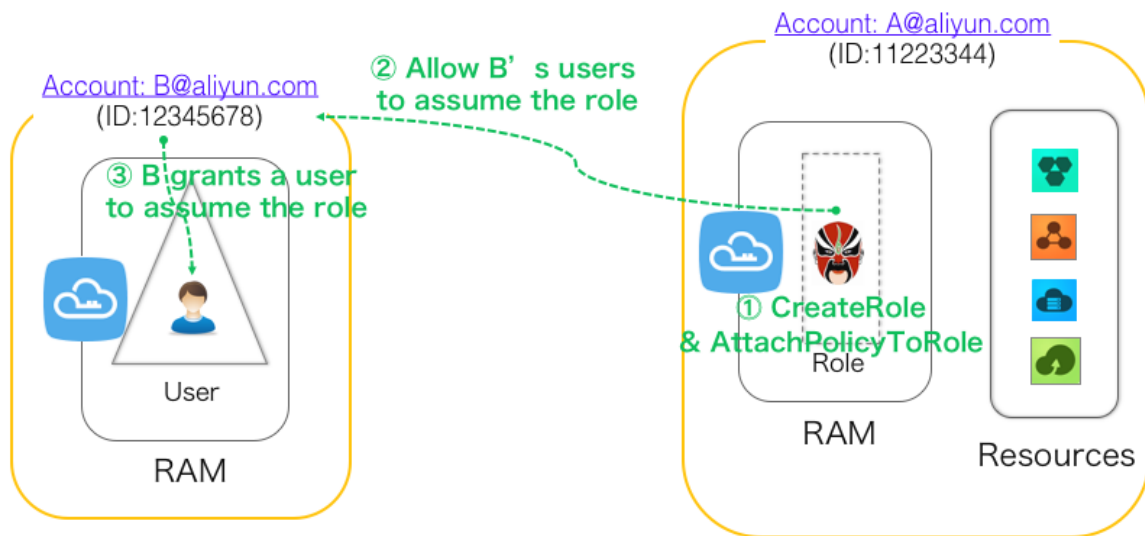 Account: A@aliyun.com
(ID:11223344)
Account: B@aliyun.com
(ID:12345678)
② Allow B’s users
to assume the role
③ B grants a user
to assume the role
① CreateRole
& AttachPolicyToRole
Role
User
RAM
RAM
Resources